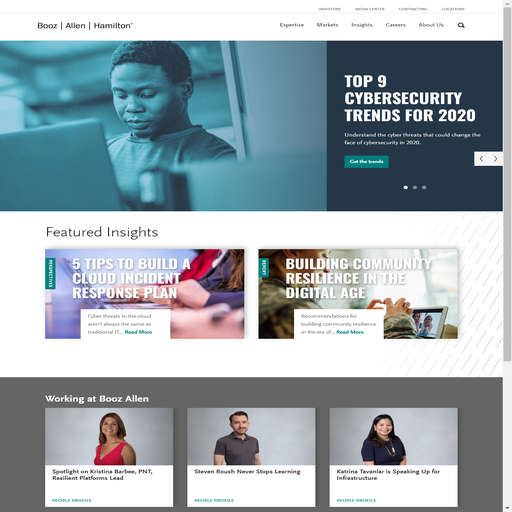 INVESTORS MEDIA CENTER CONTRACTING LOCATIONS
Booz | Allen | Hamilton®
Expertise Markets Insights Careers About Us
TOP 9
CYBERSECURITY
TRENDS FOR 2020
Understand the cyber threats that could change the
face of cybersecurity in 2020.
Get the trends
Featured Insights
PERSPECTIVES
5 TIPS TO BUILD A
CLOUD INCIDENT
RESPONSE PLAN
Cyber threats to the cloud
aren't always the same as
traditional IT... Read More
REPORT
BUILDING COMMUNITY
RESILIENCE IN THE
DIGITAL AGE
Recommendations for
building community resilience
in the era of... Read More
Working at Booz Allen
Spotlight on Kristina Barbee, PNT,
Resilient Platforms Lead
PEOPLE PROFILE
Steven Roush Never Stops Learning
PEOPLE PROFILE
Katrina Tavanlar is Speaking Up for
Infrastructure
PEOPLE PROFILE